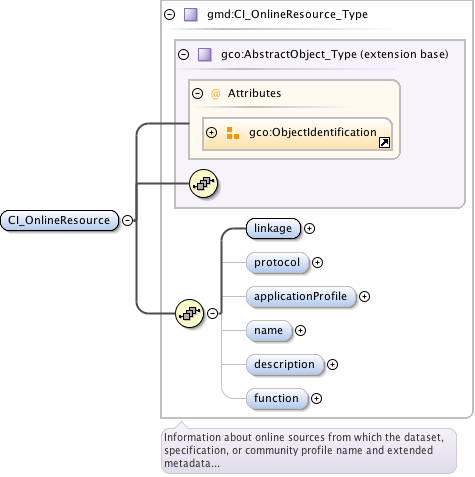 gmd:CI_OnlineResource_Type
gco:AbstractObject_Type (extension base)
@ Attributes
gco:ObjectIdentification
CI_OnlineResource
linkage
protocol
applicationProfile
name
description
function
Information about online sources from which the dataset,
specification, or community profile name and extended
metadata...